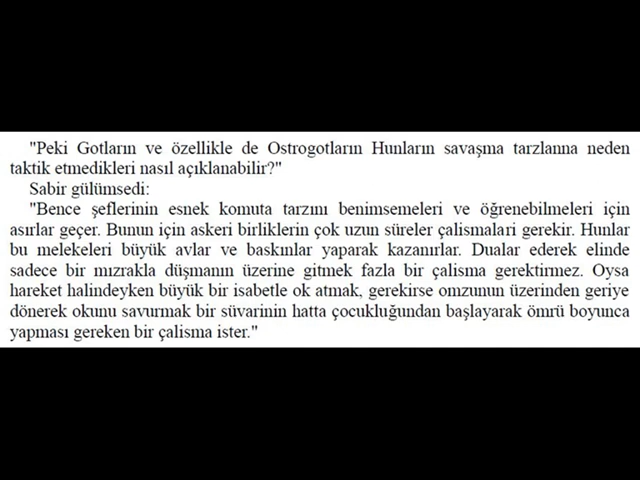 "Peki Gotların ve özellikle de Ostrogotların Hunların savaşma tarzlanna neden
taktik etmedikleri nasıl açıklanabilir?"
Sabir gülümsedi:
"Bence şeflerinin esnek komuta tarzını benimsemeleri ve öğrenebilmeleri için
asırlar geçer. Bunun için askeri birliklerin çok uzun süreler çalismalari gerekir. Hunlar
bu melekeleri büyük avlar ve baskınlar yaparak kazanırlar. Dualar ederek elinde
sadece bir mızrakla düşmanın üzerine gitmek fazla bir çalisma gerektirmez. Oysa
hareket halindeyken büyük bir isabetle ok atmak, gerekirse omzunun üzerinden geriye
dönerek okunu savurmak bir süvarinin hatta çocukluğundan başlayarak ömrü boyunca
yapması gereken bir çalisma ister."